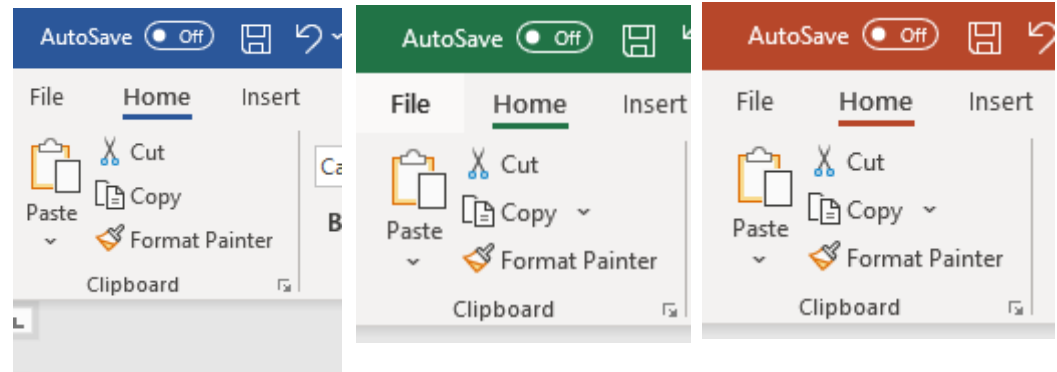 AutoSave Off
File Home Insert
Cut
Copy
Paste
Format Painter
Clipboard
Ca
B
AutoSave Off
File Home Insert
Cut
Copy
Paste
Format Painter
Clipboard
AutoSave Off
File Home Insert
Cut
Copy
Paste
Format Painter
Clipboard